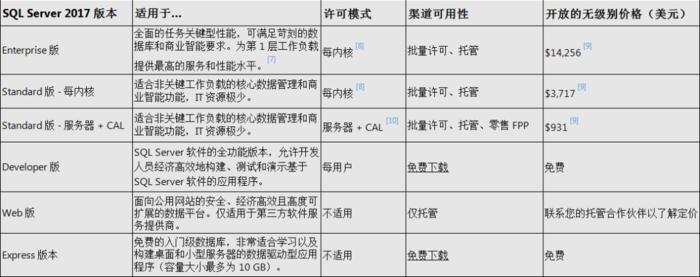 SQL Server 2017 版本 适用于... 许可模式 渠道可用性 开放的无级别价格（美元）
Enterprise 版
全面的任务关键型性能，可满足苛刻的
数据库和商业智能要求。为第 1 层工作负载
提供最高的服务和性能水平。[7]
每内核 [8]
批量许可、托管
$14,256 [9]
Standard 版 - 每内核
适合非关键工作负载的核心数据管理和商
业智能功能，IT 资源极少。
每内核 [8]
批量许可、托管
$3,717 [9]
Standard 版 - 服务器 + CAL
适合非关键工作负载的核心数据管理和商
业智能功能，IT 资源极少。
服务器 + CAL [10]
批量许可、托管、零售 FPP
$931 [9]
Developer 版
SQL Server 软件的全功能版本，允许开发
人员经济高效地构建、测试和演示基于
SQL Server 软件的应用程序。
每用户
免费下载
免费
Web 版
面向公用网站的安全、经济高效且高度可
扩展的数据平台。仅适用于第三方软件服
务提供商。
不适用
仅托管
联系您的托管合作伙伴以了解定价
Express 版本
免费的入门级数据库，非常适合学习以及
构建桌面和小型服务器的数据驱动型应用
程序（容量大小最多为 10 GB）。
不适用
免费下载
免费